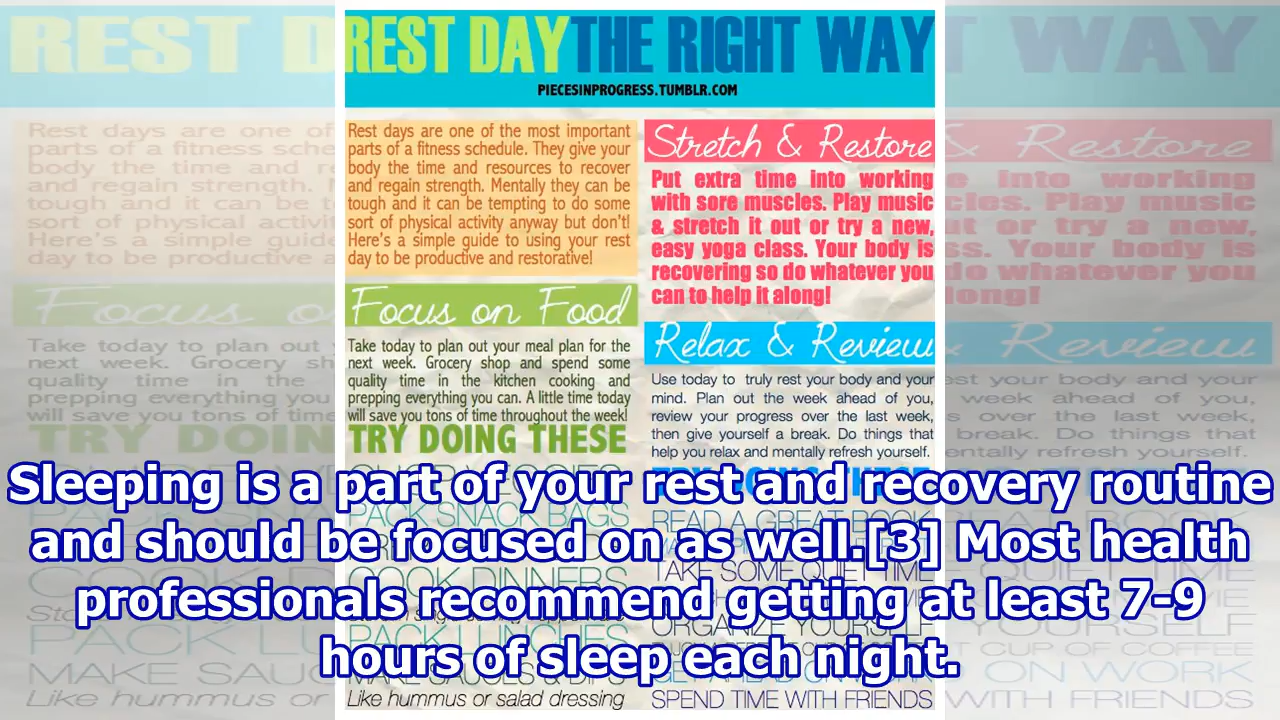 REST DAY THE RIGHT WAY
PIECESINPROGRESS.TUMBLR.COM
Rest days are one of the most important
parts of a fitness schedule. They give your
body the time and resources to recover
and regain strength. Mentally they can be
tough and it can be tempting to do some
sort of physical activity anyway but don't!
Here's a simple guide to using your rest
day to be productive and restorative!
Focus on Food
Take today to plan out your meal plan for the
next week. Grocery shop and spend some
quality time in the kitchen cooking and
prepping everything you can. A little time today
will save you tons of time throughout the week!
TRY DOING THESE
PACK SNACK BAGS
COOK DINNERS
PACK LUNCHES
MAKE SAUCES & DIPS
Like hummus or salad dressing
Stretch & Restore
Put extra time into working
with sore muscles. Play music
& stretch it out or try a new,
easy yoga class. Your body is
recovering so do whatever you
can to help it along!
Relax & Review
Use today to truly rest your body and your
mind. Plan out the week ahead of you,
review your progress over the last week,
then give yourself a break. Do things that
help you relax and mentally refresh yourself.
TRY DOING THESE
READ A GREAT BOOK
TAKE SOME QUIET TIME
ORGANIZE YOURSELF
GET AHEAD ON WORK
SPEND TIME WITH FRIENDS
Sleeping is a part of your rest and recovery routine
and should be focused on as well.[3] Most health
professionals recommend getting at least 7-9
hours of sleep each night.